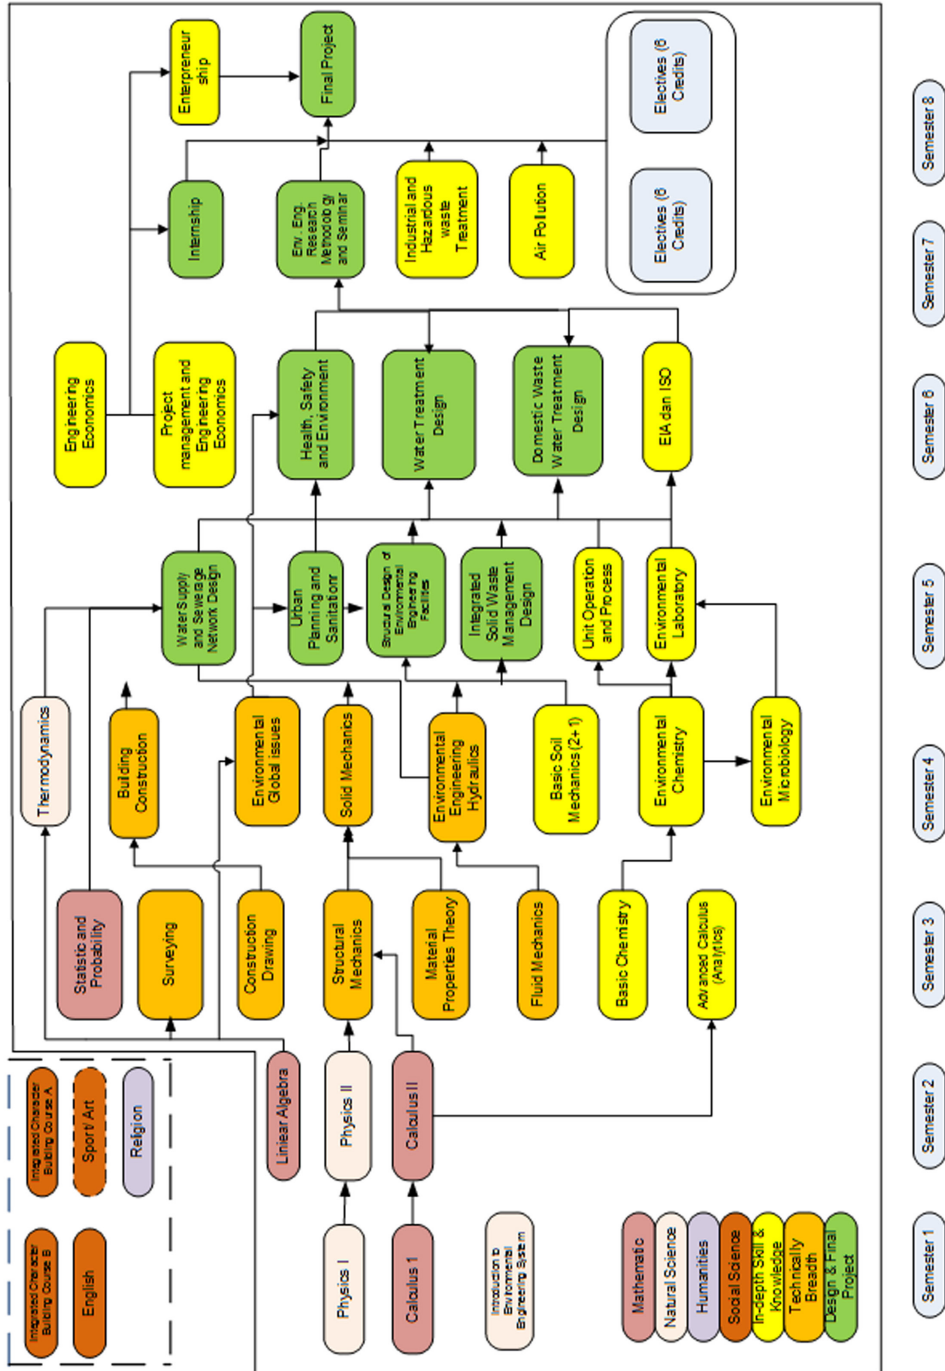 Integrated Character
Building Course B
English
Physics I
Calculus 1
Introduction to
Environmental
Engineering System
Mathematic
Natural Science
Humanities
Social Science
In-depth Skill &
Knowledge
Technically
Breadth
Design & Final
Project
Semester 1
Integrated Character
Building Course A
Sport/ Art
Religion
Liniear Algebra
Physics II
Calculus II
Semester 2
Statistic and
Probability
Surveying
Construction
Drawing
Structural
Mechanics
Material
Properties Theory
Fluid Mechanics
Basic Chemistry
Advanced Calculus
(Analytics)
Semester 3
Thermodynamics
Building
Construction
Environmental
Global issues
Solid Mechanics
Environmental
Engineering
Hydraulics
Basic Soil
Mechanics (2+1)
Environmental
Chemistry
Environmental
Microbiology
Semester 4
Water Supply
and Sewerage
Network Design
Urban
Planning and
Sanitationr
Structural Design of
Environmental
Engineering
Facilities
Integrated
Solid Waste
Management
Design
Unit Operation
and Process
Environmental
Laboratory
Semester 5
Engineering
Economics
Project
management and
Engineering
Economics
Health, Safety
and Environment
Water Treatment
Design
Domestic Waste
Water Treatment
Design
EIA dan ISO
Semester 6
Internship
Env. Eng.
Research
Methodology
and Seminar
Industrial and
Hazardous
waste
Treatment
Air Pollution
Electives (6
Credits)
Semester 7
Enterpreneur
ship
Final Project
Electives (6
Credits)
Semester 8